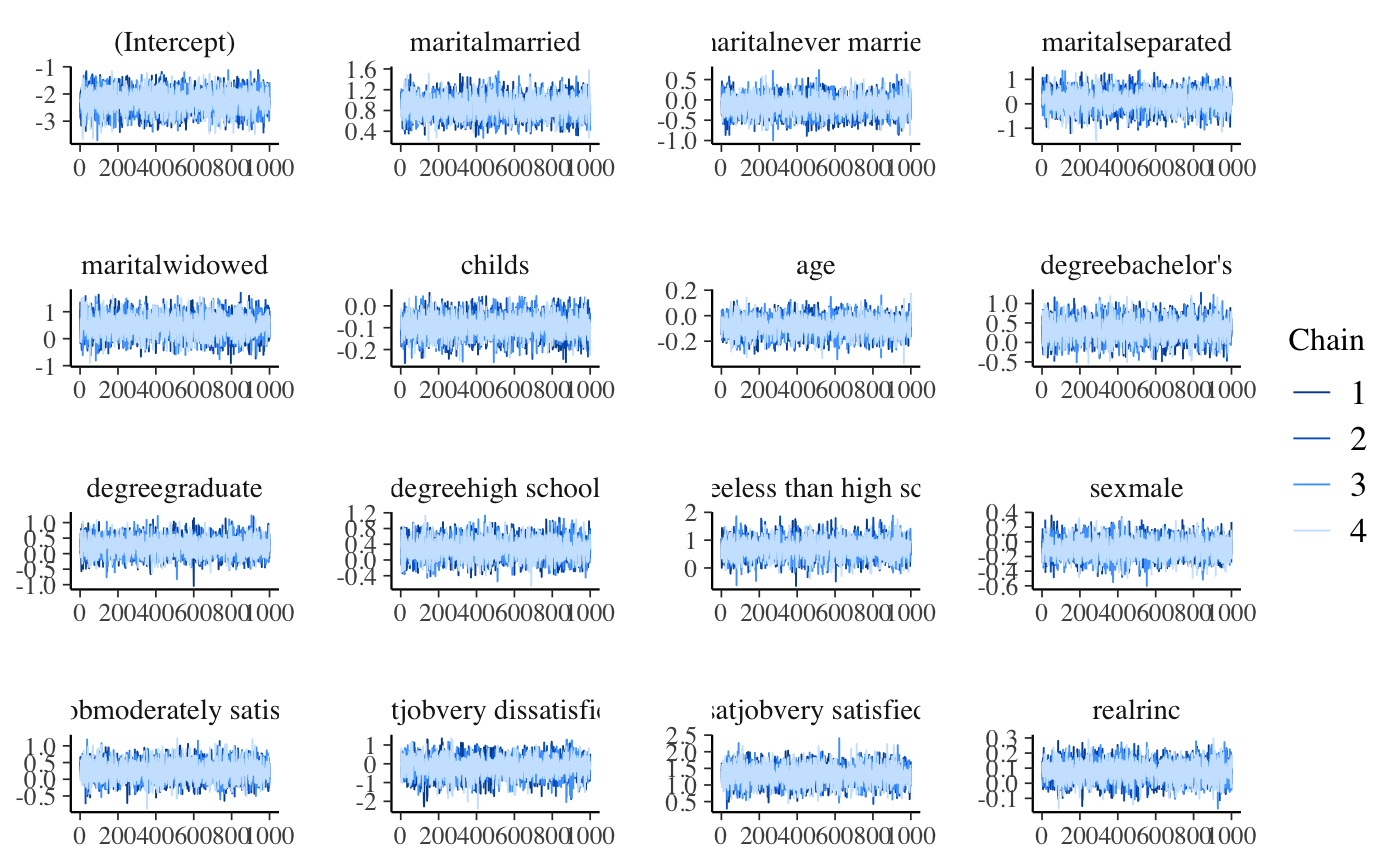 (Intercept)
maritalmarried
maritalnever marrie
maritalseparated
-1
-2
-3
1.6
1.2
0.8
0.4
0.5
0.0
-0.5
-1.0
1
0
-1
0 200 400 600 800 1000
0 200 400 600 800 1000
0 200 400 600 800 1000
0 200 400 600 800 1000
maritalwidowed
childs
age
degreebachelor's
1
0
-1
0.0
-0.1
-0.2
0.2
0.0
-0.2
1.0
0.5
0.0
-0.5
0 200 400 600 800 1000
0 200 400 600 800 1000
0 200 400 600 800 1000
0 200 400 600 800 1000
degreegraduate
degreehigh school
eeless than high sc
sexmale
1.0
0.5
0.0
-0.5
-1.0
1.2
0.8
0.4
0.0
-0.4
2
1
0
0.4
0.2
0.0
-0.2
-0.4
-0.6
0 200 400 600 800 1000
0 200 400 600 800 1000
0 200 400 600 800 1000
0 200 400 600 800 1000
obmoderately satis
tjobvery dissatisfie
satjobvery satisfied
realrinc
1.0
0.5
0.0
-0.5
1
0
-1
-2
2.5
2.0
1.5
1.0
0.5
0.3
0.2
0.1
0.0
-0.1
0 200 400 600 800 1000
0 200 400 600 800 1000
0 200 400 600 800 1000
0 200 400 600 800 1000
Chain
1
2
3
4